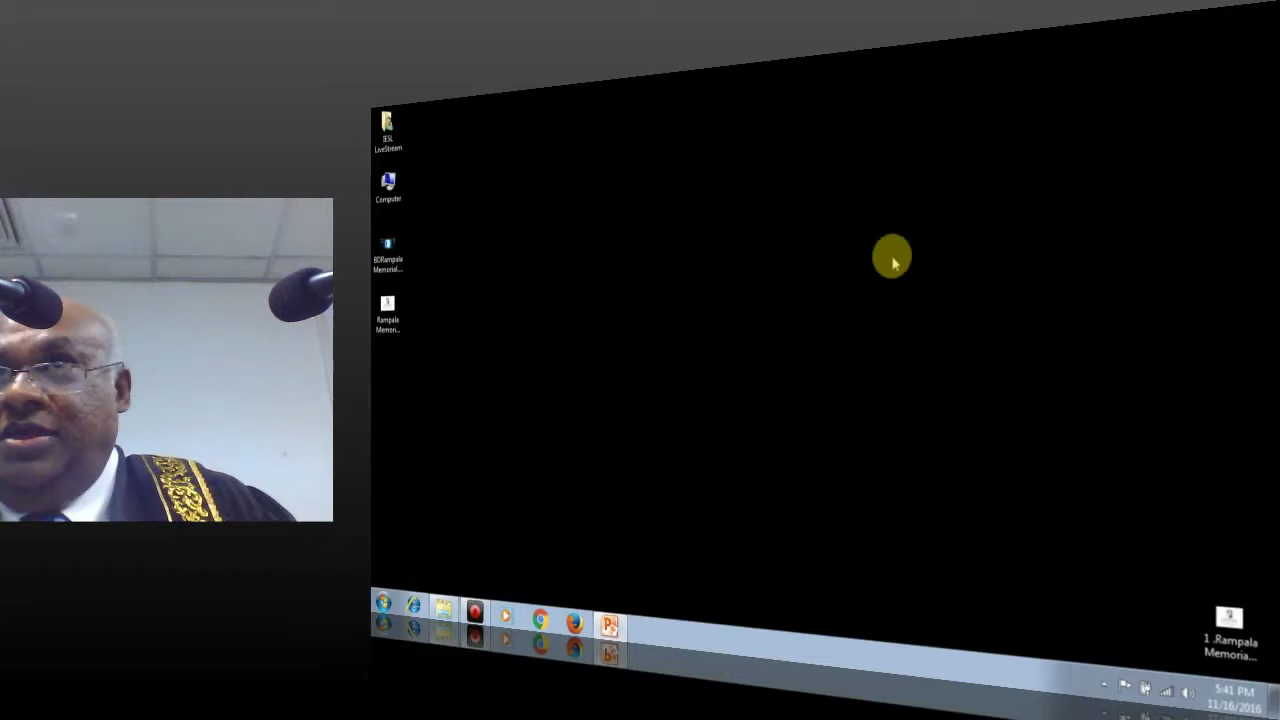 IESL
LiveStream
Computer
BDRampala
Memorial...
Rampala
Memori...
1 .Rampala
Memoria...
5:41 PM
11/16/2016